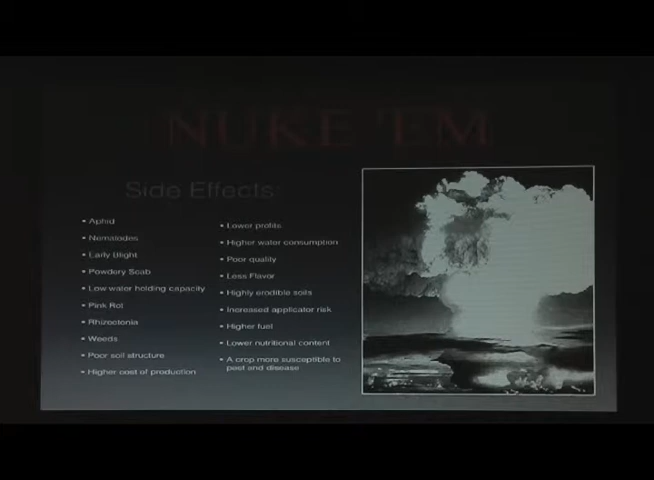 NUKE 'EM
Side Effects:
• Aphid
• Nematodes
• Early Blight
• Powdery Scab
• Low water holding capacity
• Pink Rot
• Rhizoctonia
• Weeds
• Poor soil structure
• Higher cost of production
• Lower profits
• Higher water consumption
• Poor quality
• Less Flavor
• Highly erodible soils
• Increased applicator risk
• Higher fuel
• Lower nutritional content
• A crop more susceptible to
pest and disease